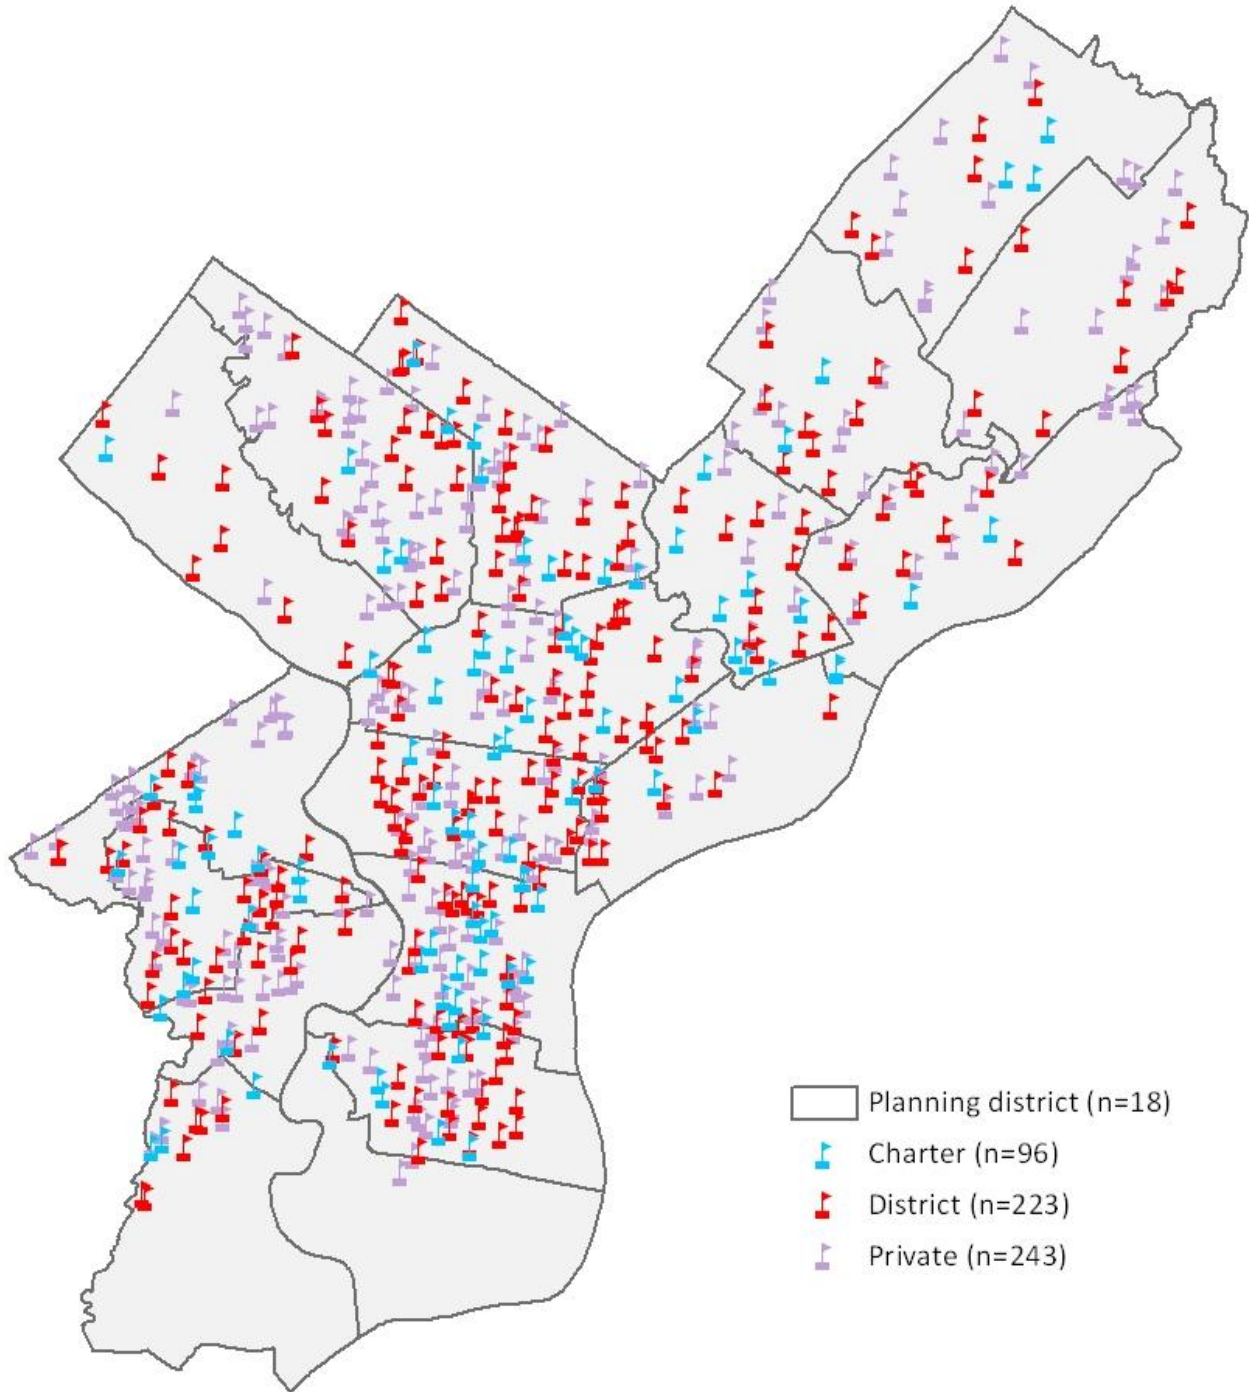 Planning district (n=18)
Charter (n=96)
District (n=223)
Private (n=243)